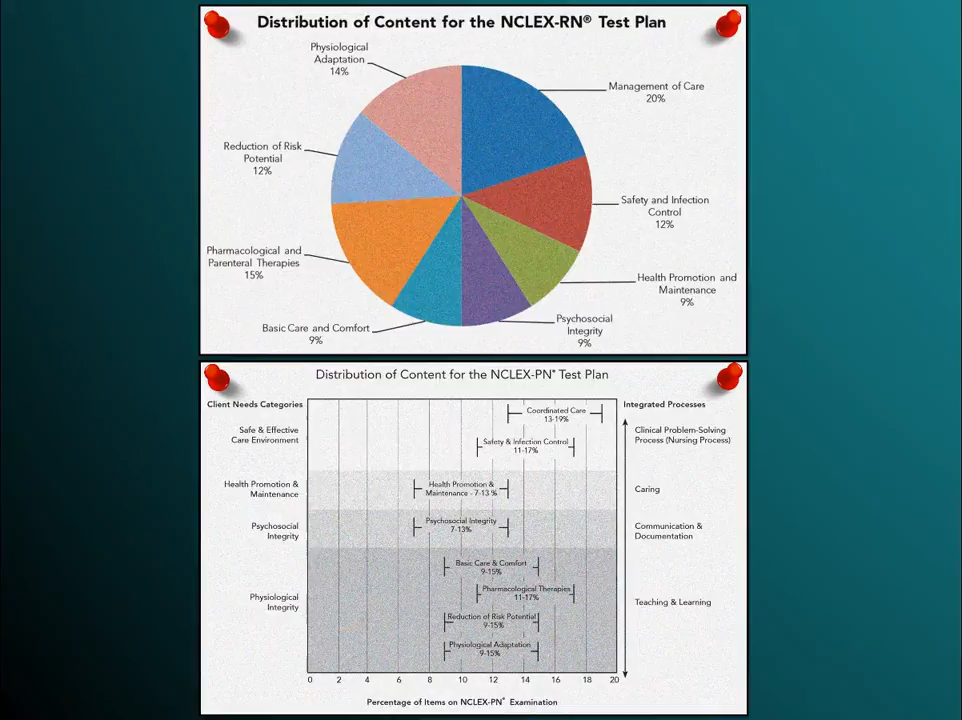 Distribution of Content for the NCLEX-RN® Test Plan
Physiological
Adaptation
14%
Management of Care
20%
Reduction of Risk
Potential
12%
Safety and Infection
Control
12%
Pharmacological and
Parenteral Therapies
15%
Health Promotion and
Maintenance
9%
Basic Care and Comfort
9%
Psychosocial
Integrity
9%
Distribution of Content for the NCLEX-PN® Test Plan
Client Needs Categories
Integrated Processes
Coordinated Care
13-19%
Safe & Effective
Care Environment
Safety & Infection Control
11-17%
Clinical Problem-Solving
Process (Nursing Process)
Health Promotion &
Maintenance
Health Promotion &
Maintenance - 7-13 %
Caring
Psychosocial
Integrity
Psychosocial Integrity
7-13%
Communication &
Documentation
Basic Care & Comfort
9-15%
Pharmacological Therapies
11-17%
Physiological
Integrity
Teaching & Learning
Reduction of Risk Potential
9-15%
Physiological Adaptation
9-15%
0 2 4 6 8 10 12 14 16 18 20
Percentage of Items on NCLEX-PN® Examination